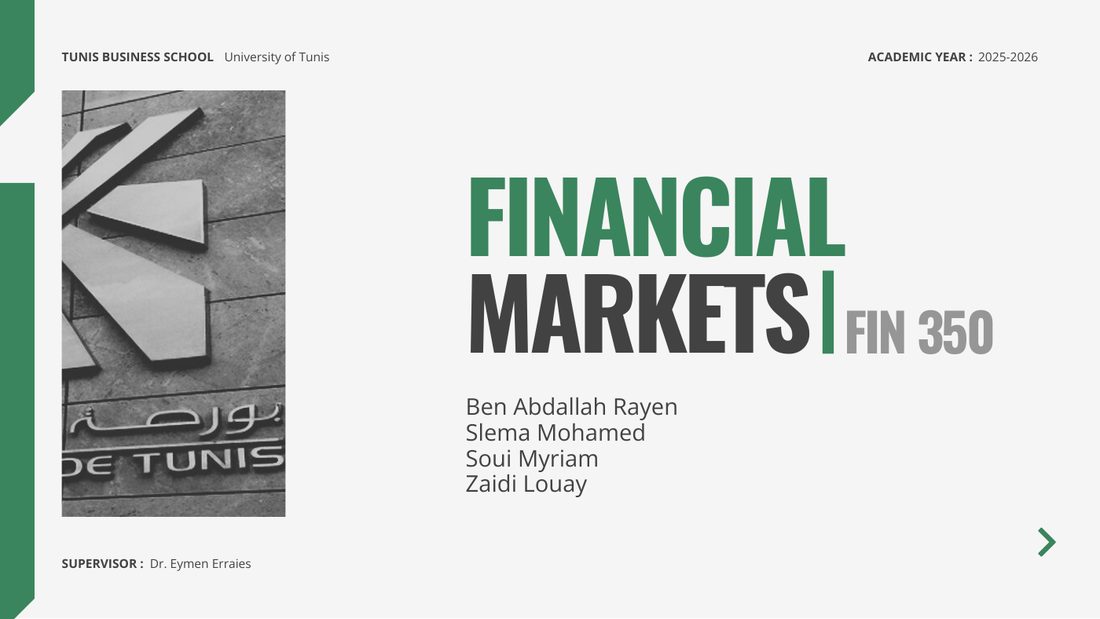 TUNIS BUSINESS SCHOOL University of Tunis
ACADEMIC YEAR : 2025-2026
FINANCIAL
MARKETS
FIN 350
Ben Abdallah Rayen
Slema Mohamed
Soui Myriam
Zaidi Louay
بورصة
DE TUNIS
SUPERVISOR : Dr. Eymen Erraies